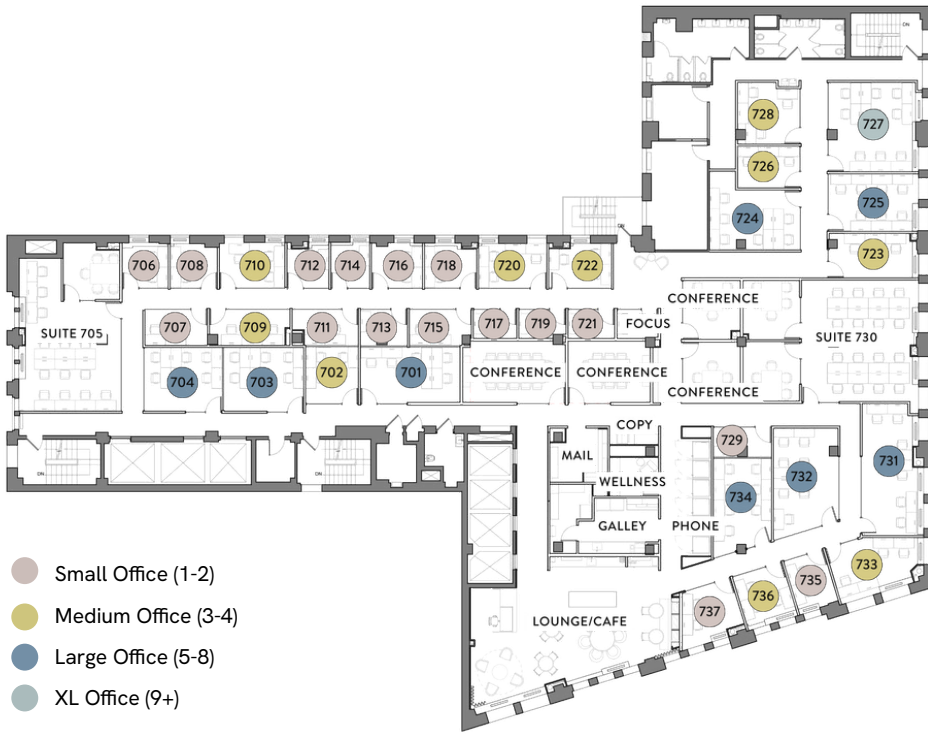 DN
728
727
726
724
725
723
706
708
710
712
714
716
718
720
722
CONFERENCE
707
709
711
713
715
717
719
721
FOCUS
SUITE 705
SUITE 730
704
703
702
701
CONFERENCE
CONFERENCE
CONFERENCE
COPY
729
MAIL
731
DN
DN
732
WELLNESS
734
GALLEY
PHONE
733
735
736
737
LOUNGE/CAFE
Small Office (1-2)
Medium Office (3-4)
Large Office (5-8)
XL Office (9+)